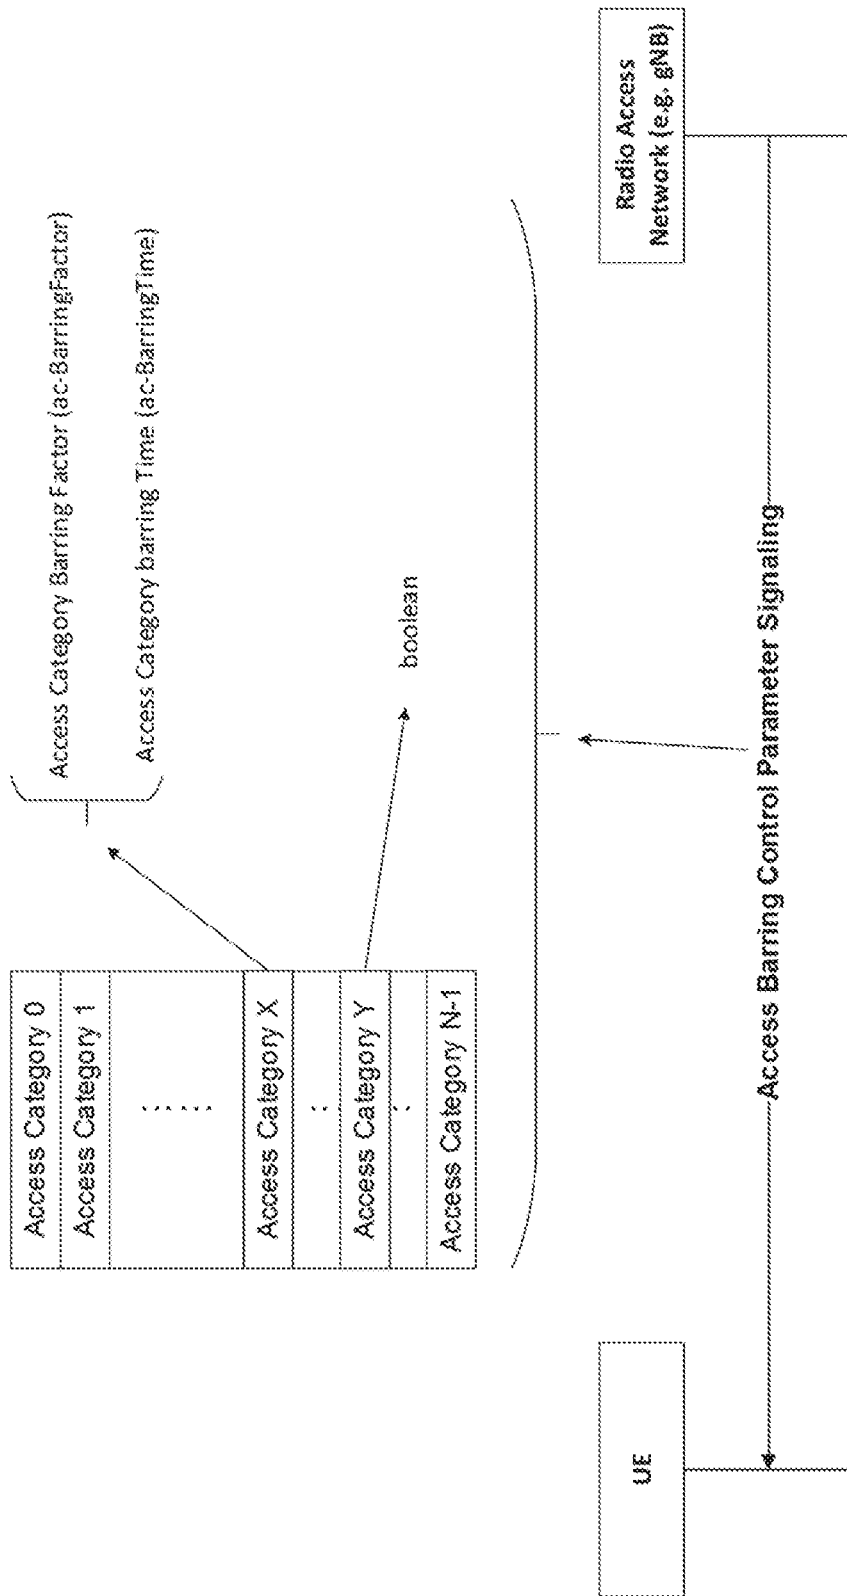 Access Category 0
Access Category 1
......
Access Category X
..
Access Category Y
..
Access Category N-1
Access Category Barring Factor (ac-BarringFactor)
Access Category barring Time (ac-BarringTime)
boolean
UE
Radio Access
Network (e.g. gNB)
Access Barring Control Parameter Signaling